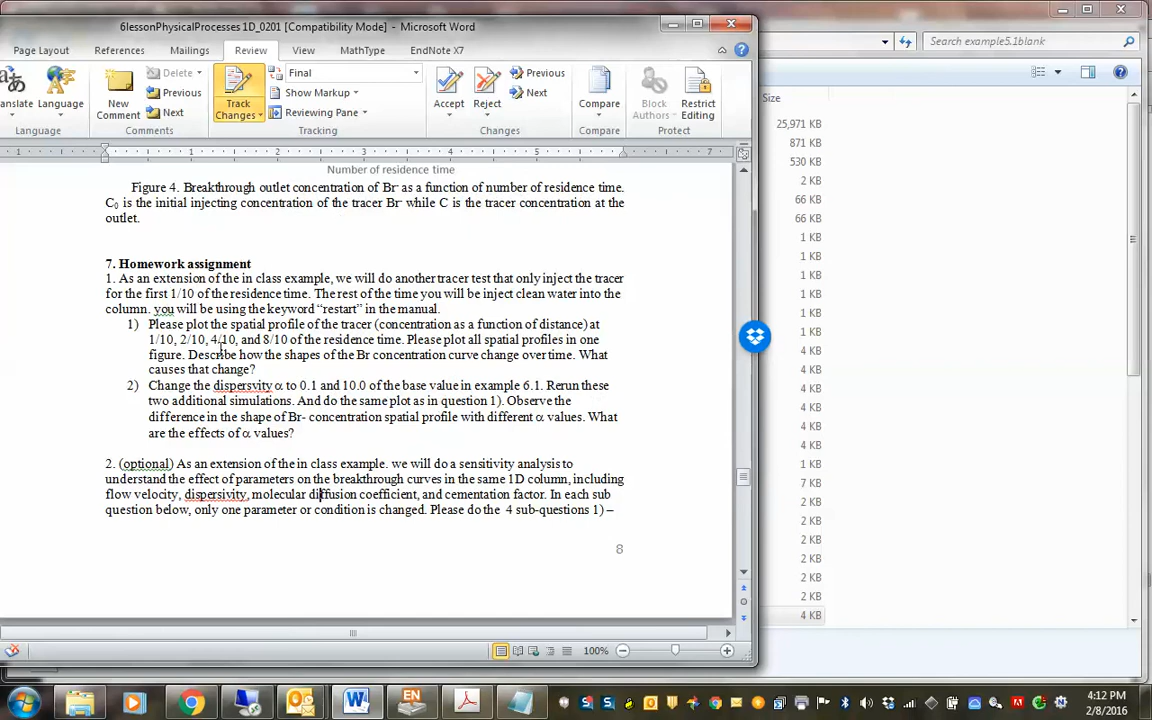 6lessonPhysicalProcesses 1D_0201 [Compatibility Mode] - Microsoft Word
Page Layout References Mailings Review View MathType EndNote X7
Search example5.1blank
Delete
Previous
Next
Final
Show Markup
Reviewing Pane
Previous
Next
anslate Language
New Comment
Track Changes
Accept Reject
Compare
Block Authors
Restrict Editing
Language Comments Tracking Changes Compare Protect
Size
25,971 KB
871 KB
530 KB
2 KB
66 KB
66 KB
1 KB
1 KB
1 KB
1 KB
1 KB
4 KB
4 KB
4 KB
4 KB
4 KB
7 KB
4 KB
2 KB
2 KB
2 KB
2 KB
4 KB
1 1 2 3 4 5 6 7
Number of residence time
Figure 4. Breakthrough outlet concentration of Br- as a function of number of residence time.
C0 is the initial injecting concentration of the tracer Br- while C is the tracer concentration at the
outlet.
7. Homework assignment
1. As an extension of the in class example, we will do another tracer test that only inject the tracer
for the first 1/10 of the residence time. The rest of the time you will be inject clean water into the
column. you will be using the keyword “restart” in the manual.
1) Please plot the spatial profile of the tracer (concentration as a function of distance) at
1/10, 2/10, 4/10, and 8/10 of the residence time. Please plot all spatial profiles in one
figure. Describe how the shapes of the Br concentration curve change over time. What
causes that change?
2) Change the dispersvity α to 0.1 and 10.0 of the base value in example 6.1. Rerun these
two additional simulations. And do the same plot as in question 1). Observe the
difference in the shape of Br- concentration spatial profile with different α values. What
are the effects of α values?
2. (optional) As an extension of the in class example. we will do a sensitivity analysis to
understand the effect of parameters on the breakthrough curves in the same 1D column, including
flow velocity, dispersivity, molecular diffusion coefficient, and cementation factor. In each sub
question below, only one parameter or condition is changed. Please do the 4 sub-questions 1) –
8
100%
4:12 PM
2/8/2016